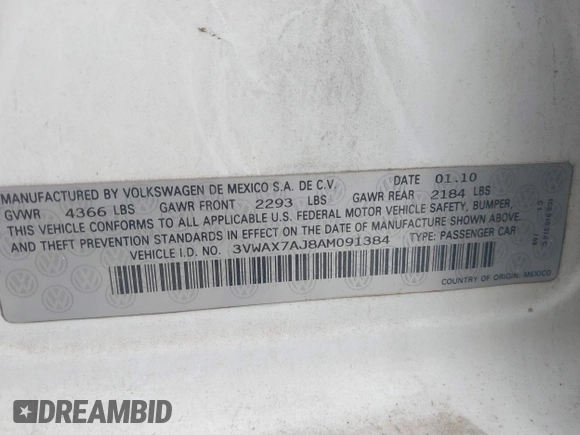 MANUFACTURED BY VOLKSWAGEN DE MEXICO S.A. DE C.V. DATE 01.10
GVWR 4366 LBS GAWR FRONT 2293 LBS GAWR REAR 2184 LBS
THIS VEHICLE CONFORMS TO ALL APPLICABLE U.S. FEDERAL MOTOR VEHICLE SAFETY, BUMPER,
AND THEFT PREVENTION STANDARDS IN EFFECT ON THE DATE OF MANUFACTURE SHOWN ABOVE.
VEHICLE I.D. NO. 3VWAX7AJ8AM091384 TYPE: PASSENGER CAR
COUNTRY OF ORIGIN: MEXICO
DREAMBID